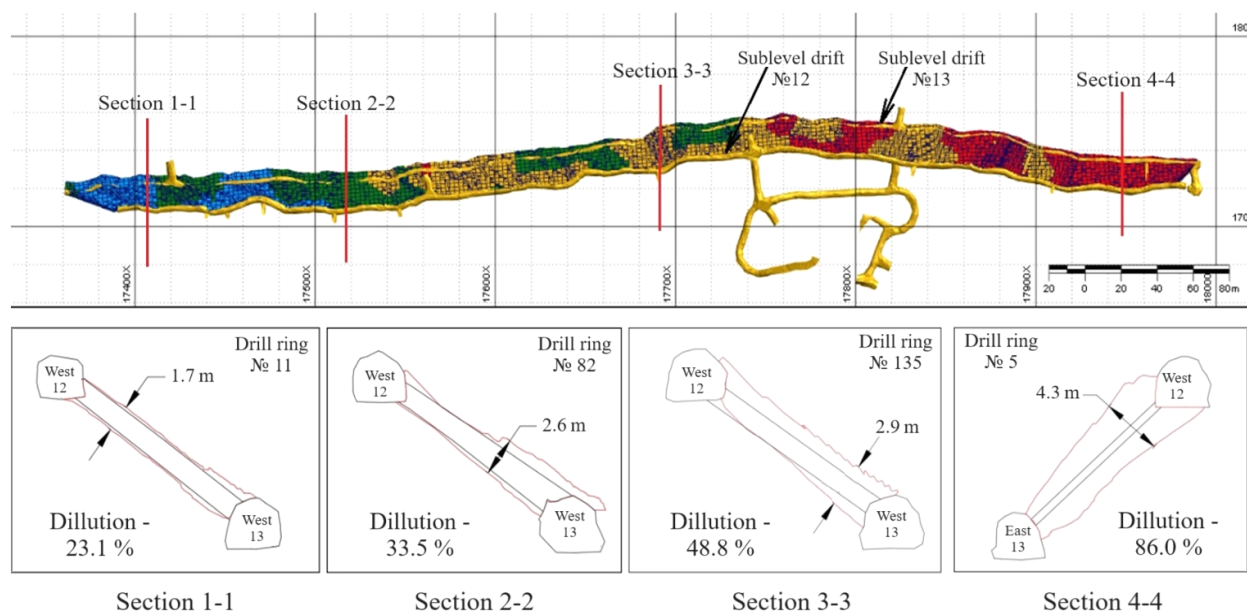 180
Section 3-3
Sublevel drift
№12
Sublevel drift
№13
Section 4-4
Section 1-1
Section 2-2
170
17400X
17500X
17600X
17700X
17800X
17900X
18000X
20 0 20 40 60 80m
Drill ring
№ 11
West
12
1.7 m
West
13
Dillution -
23.1 %
Drill ring
№ 82
West
12
2.6 m
West
13
Dillution -
33.5 %
Drill ring
№ 135
West
12
2.9 m
West
13
Dillution -
48.8 %
Drill ring
№ 5
West
12
4.3 m
East
13
Dillution -
86.0 %
Section 1-1
Section 2-2
Section 3-3
Section 4-4